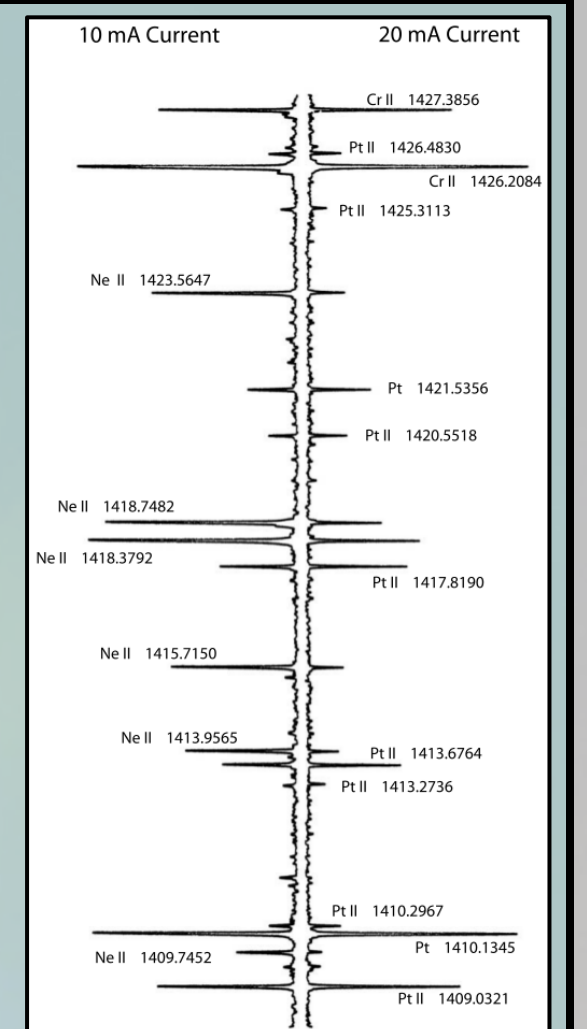 10 mA Current
20 mA Current
Cr II 1427.3856
Pt II 1426.4830
Cr II 1426.2084
Pt II 1425.3113
Ne II 1423.5647
Pt 1421.5356
Pt II 1420.5518
Ne II 1418.7482
Ne II 1418.3792
Pt II 1417.8190
Ne II 1415.7150
Ne II 1413.9565
Pt II 1413.6764
Pt II 1413.2736
Pt II 1410.2967
Pt 1410.1345
Ne II 1409.7452
Pt II 1409.0321